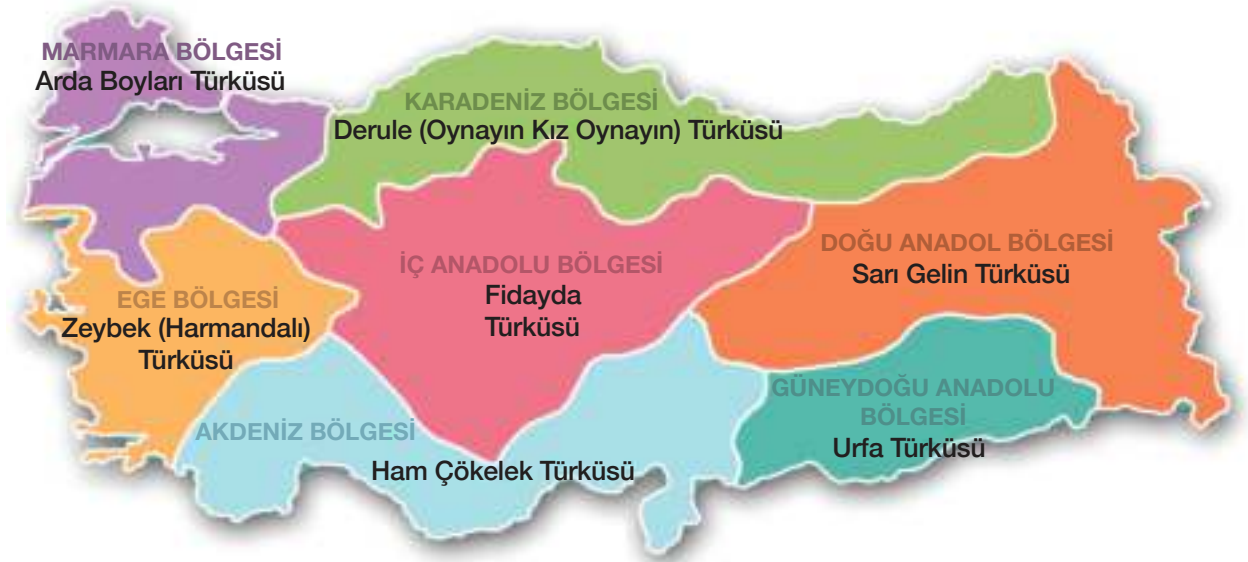 MARMARA BÖLGESİ
Arda Boyları Türküsü
KARADENİZ BÖLGESİ
Derule (Oynayın Kız Oynayın) Türküsü
DOĞU ANADOL BÖLGESİ
Sarı Gelin Türküsü
İÇ ANADOLU BÖLGESİ
Fidayda
Türküsü
EGE BÖLGESİ
Zeybek (Harmandalı)
Türküsü
GÜNEYDOĞU ANADOLU
BÖLGESİ
Urfa Türküsü
AKDENİZ BÖLGESİ
Ham Çökelek Türküsü